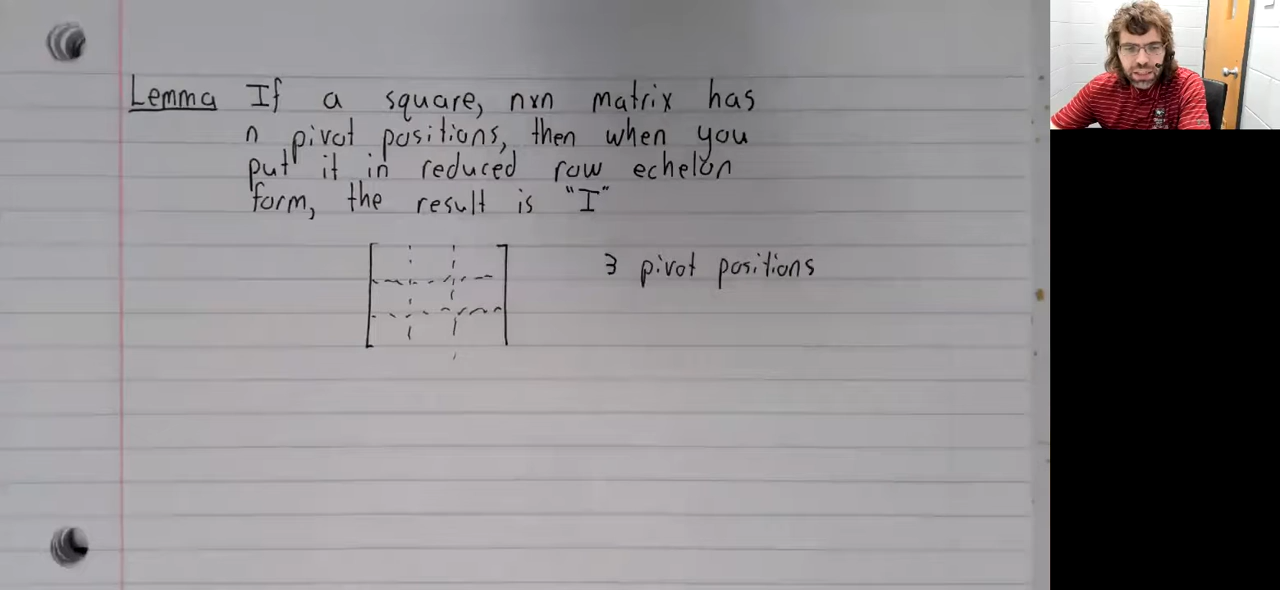 Lemma If a square, nxn matrix has
n pivot positions, then when you
put it in reduced row echelon
form, the result is "I"
3 pivot positions